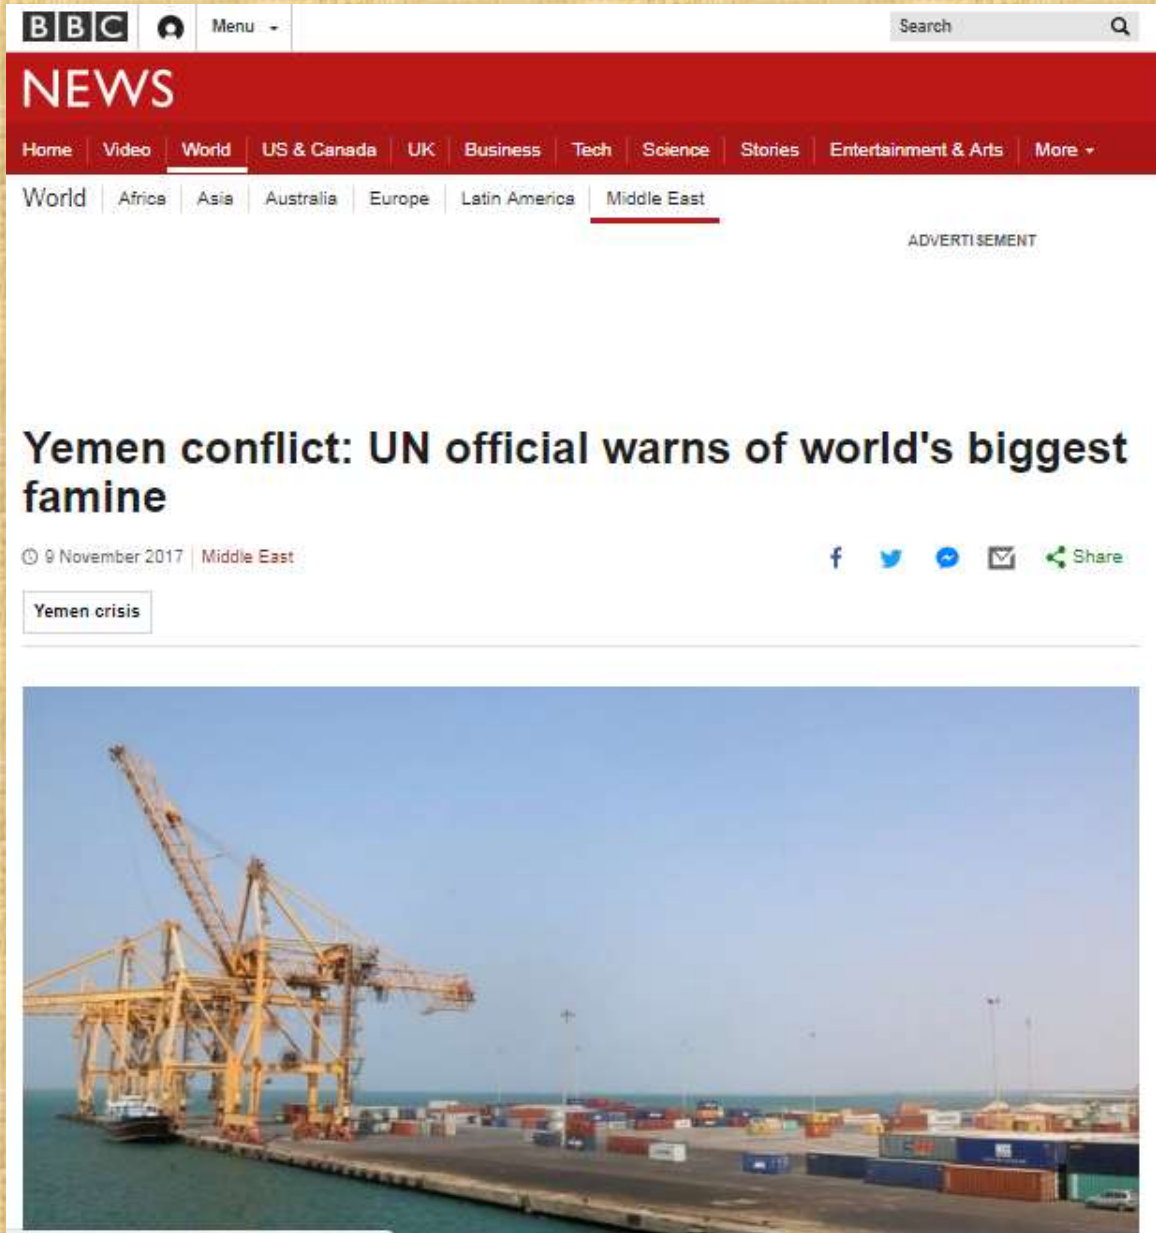 BBC Menu Search
NEWS
Home Video World US & Canada UK Business Tech Science Stories Entertainment & Arts More
World Africa Asia Australia Europe Latin America Middle East
ADVERTISEMENT
Yemen conflict: UN official warns of world's biggest
famine
9 November 2017 Middle East Share
Yemen crisis